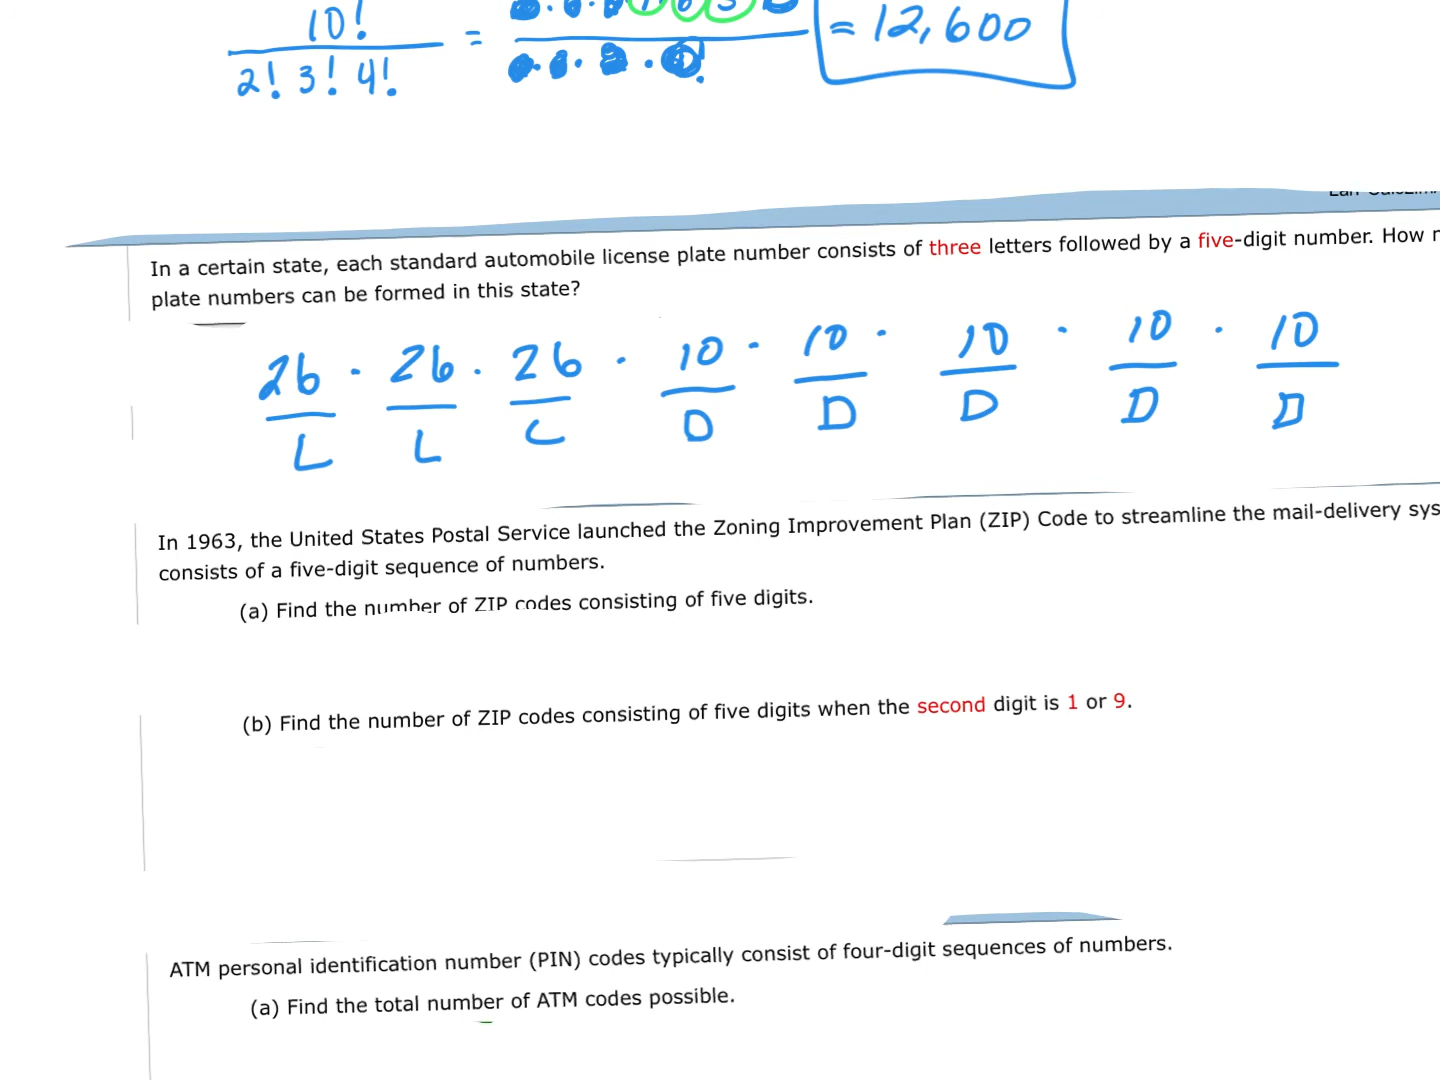 10!
2! 3! 4!
=
= 12,600
In a certain state, each standard automobile license plate number consists of three letters followed by a five-digit number. How
plate numbers can be formed in this state?
26 · 26 · 26 · 10 · 10 · 10 · 10 · 10
L L L D D D D D
In 1963, the United States Postal Service launched the Zoning Improvement Plan (ZIP) Code to streamline the mail-delivery sys
consists of a five-digit sequence of numbers.
(a) Find the number of ZIP codes consisting of five digits.
(b) Find the number of ZIP codes consisting of five digits when the second digit is 1 or 9.
ATM personal identification number (PIN) codes typically consist of four-digit sequences of numbers.
(a) Find the total number of ATM codes possible.